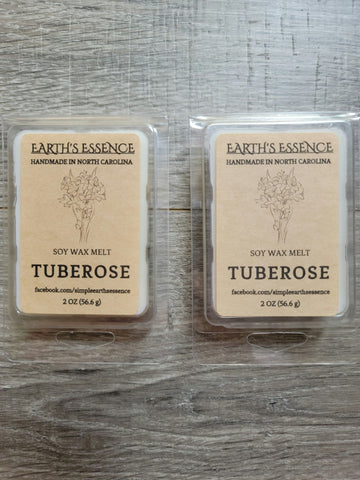 EARTH'S ESSENCE
HANDMADE IN NORTH CAROLINA
SOY WAX MELT
TUBEROSE
facebook.com/simpleearthsessence
2 OZ (56.6 g)
EARTH'S ESSENCE
HANDMADE IN NORTH CAROLINA
SOY WAX MELT
TUBEROSE
facebook.com/simpleearthsessence
2 OZ (56.6 g)